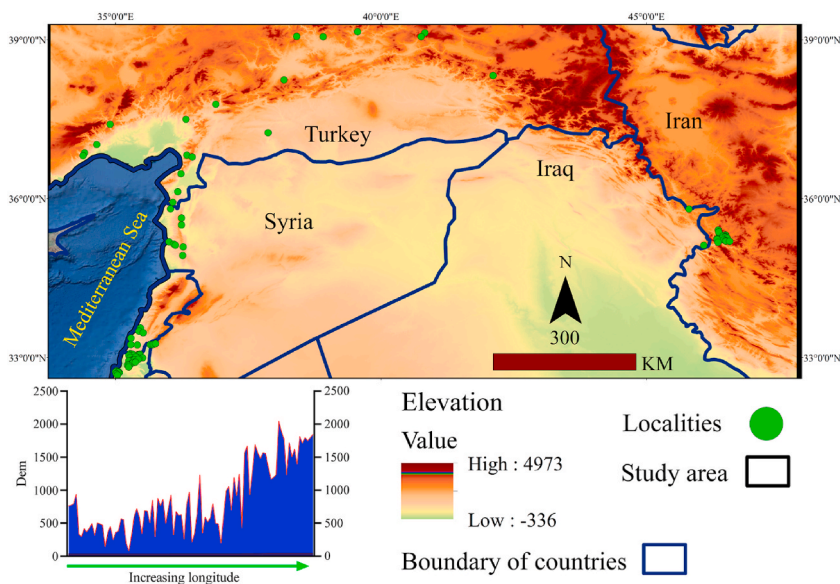 35°0'0"E
40°0'0"E
45°0'0"E
39°0'0"N
39°0'0"N
Turkey
Iran
Iraq
36°0'0"N
36°0'0"N
Syria
Mediterranean Sea
N
300
KM
33°0'0"N
33°0'0"N
2500
2500
2000
2000
1500
1500
1000
1000
500
500
0
0
Dem
Increasing longitude
Elevation
Value
High : 4973
Low : -336
Localities
Study area
Boundary of countries